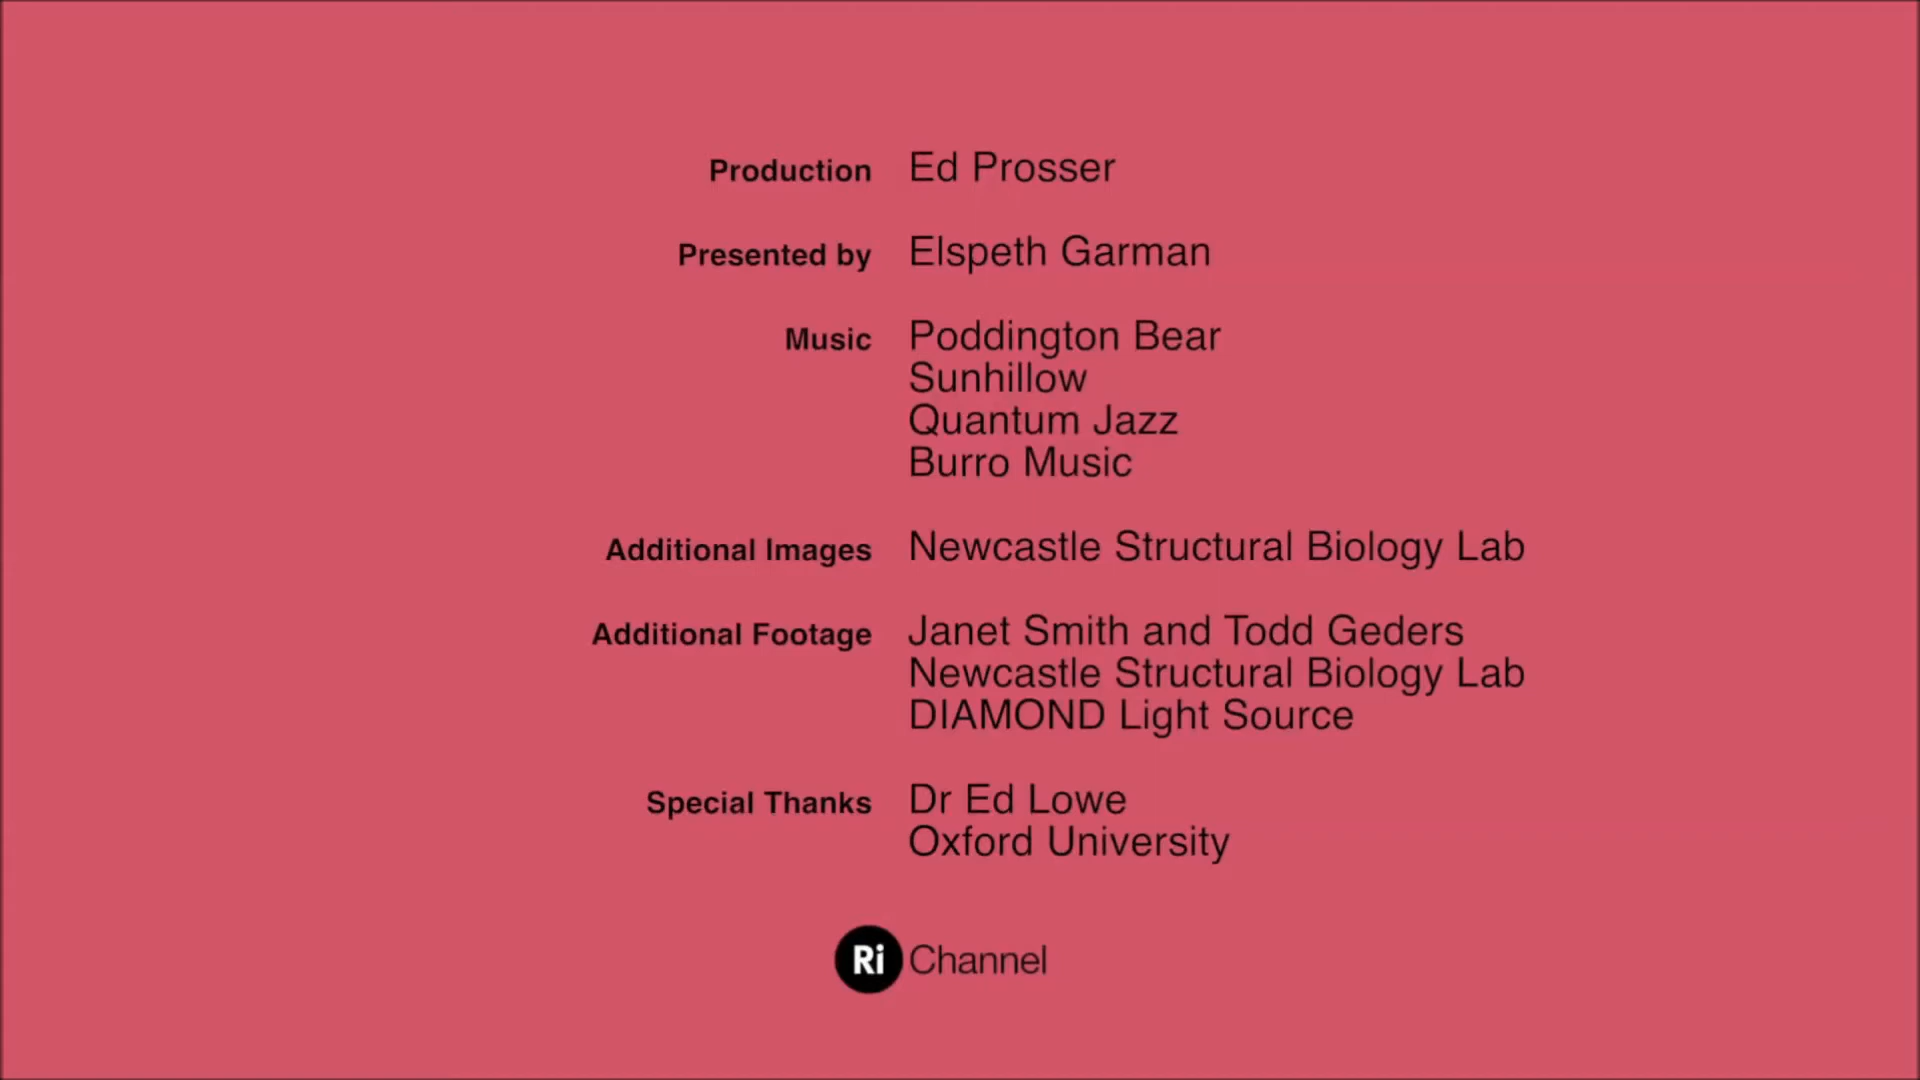 Production Ed Prosser
Presented by Elspeth Garman
Music Poddington Bear
Sunhillow
Quantum Jazz
Burro Music
Additional Images Newcastle Structural Biology Lab
Additional Footage Janet Smith and Todd Geders
Newcastle Structural Biology Lab
DIAMOND Light Source
Special Thanks Dr Ed Lowe
Oxford University
Ri Channel